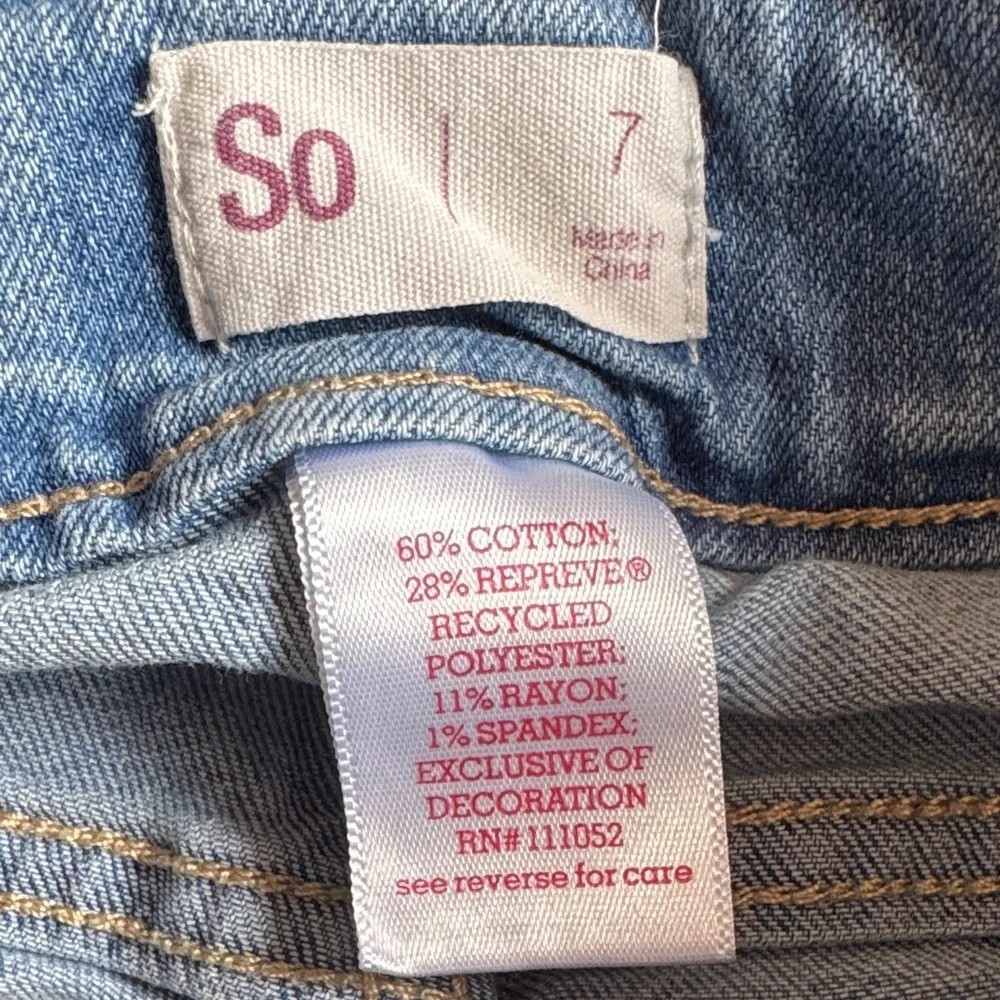 So | 7
Made in
China
60% COTTON;
28% REPREVE®
RECYCLED
POLYESTER;
11% RAYON;
1% SPANDEX;
EXCLUSIVE OF
DECORATION
RN# 111052
see reverse for care